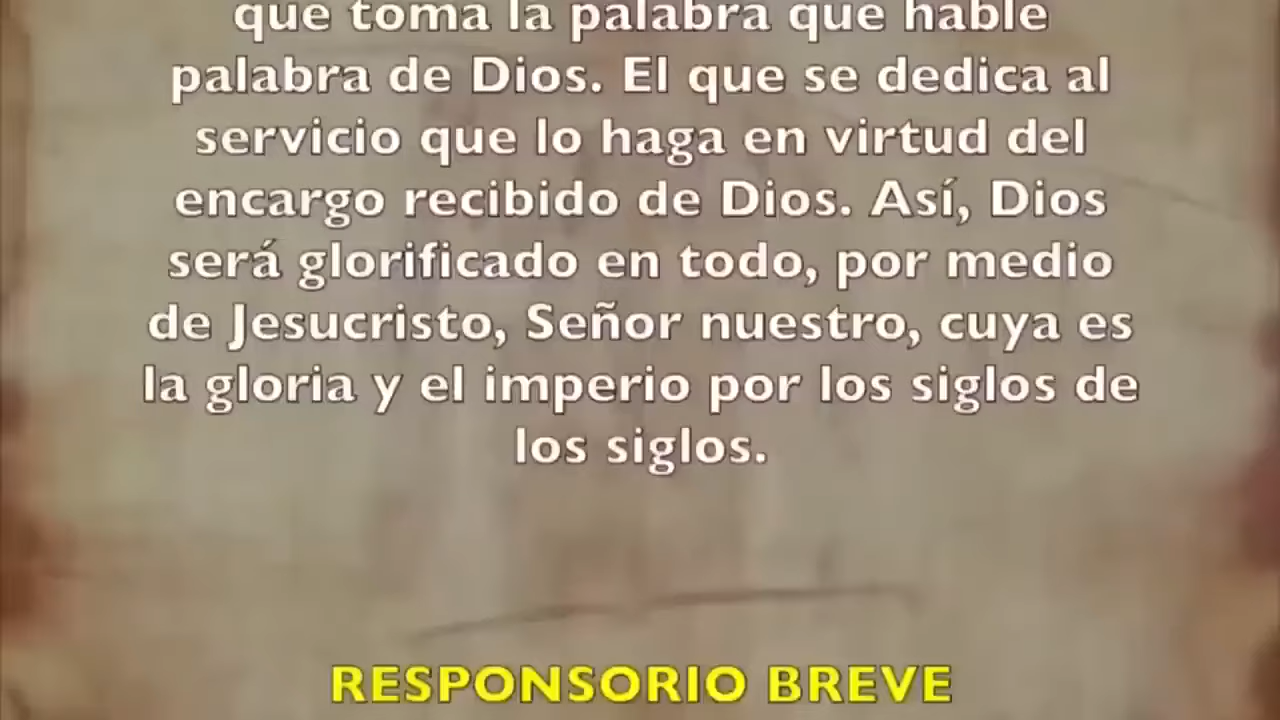 que toma la palabra que hable
palabra de Dios. El que se dedica al
servicio que lo haga en virtud del
encargo recibido de Dios. Así, Dios
será glorificado en todo, por medio
de Jesucristo, Señor nuestro, cuya es
la gloria y el imperio por los siglos de
los siglos.
RESPONSORIO BREVE